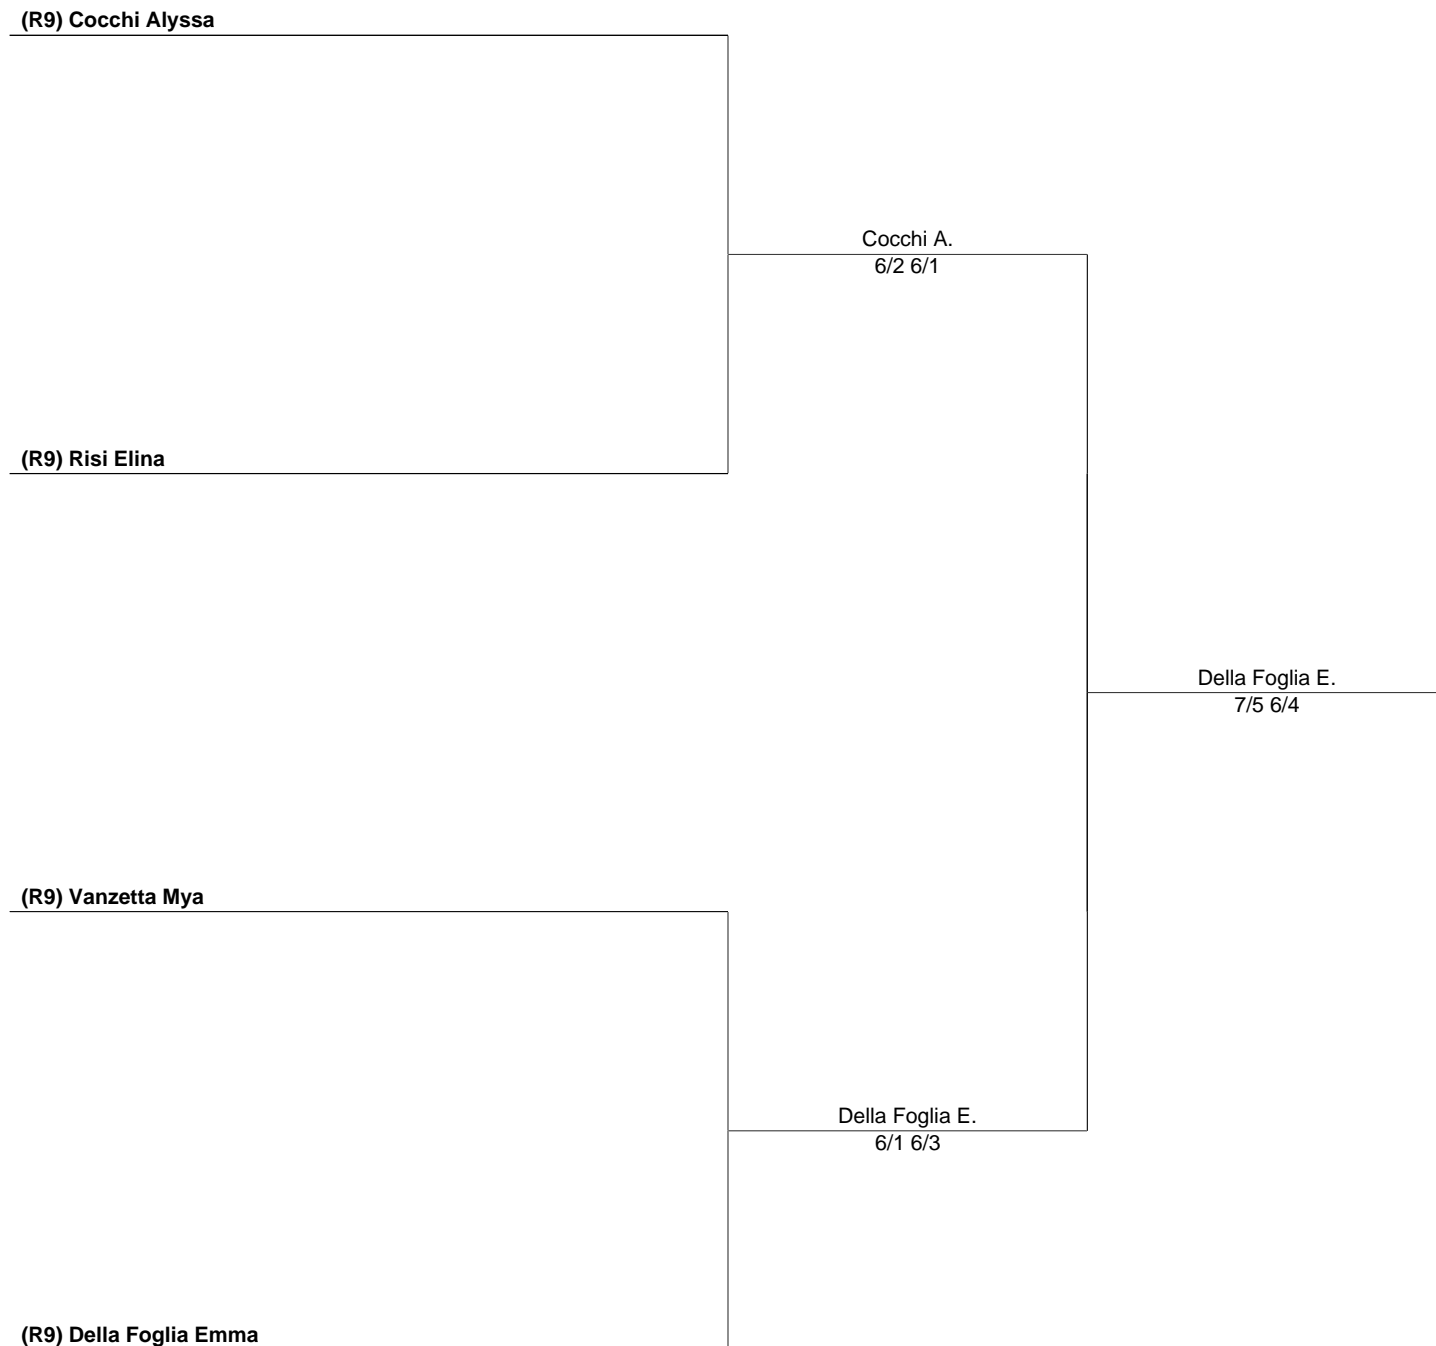 (R9) Cocchi Alyssa
Cocchi A.
6/2 6/1
(R9) Risi Elina
Della Foglia E.
7/5 6/4
(R9) Vanzetta Mya
Della Foglia E.
6/1 6/3
(R9) Della Foglia Emma